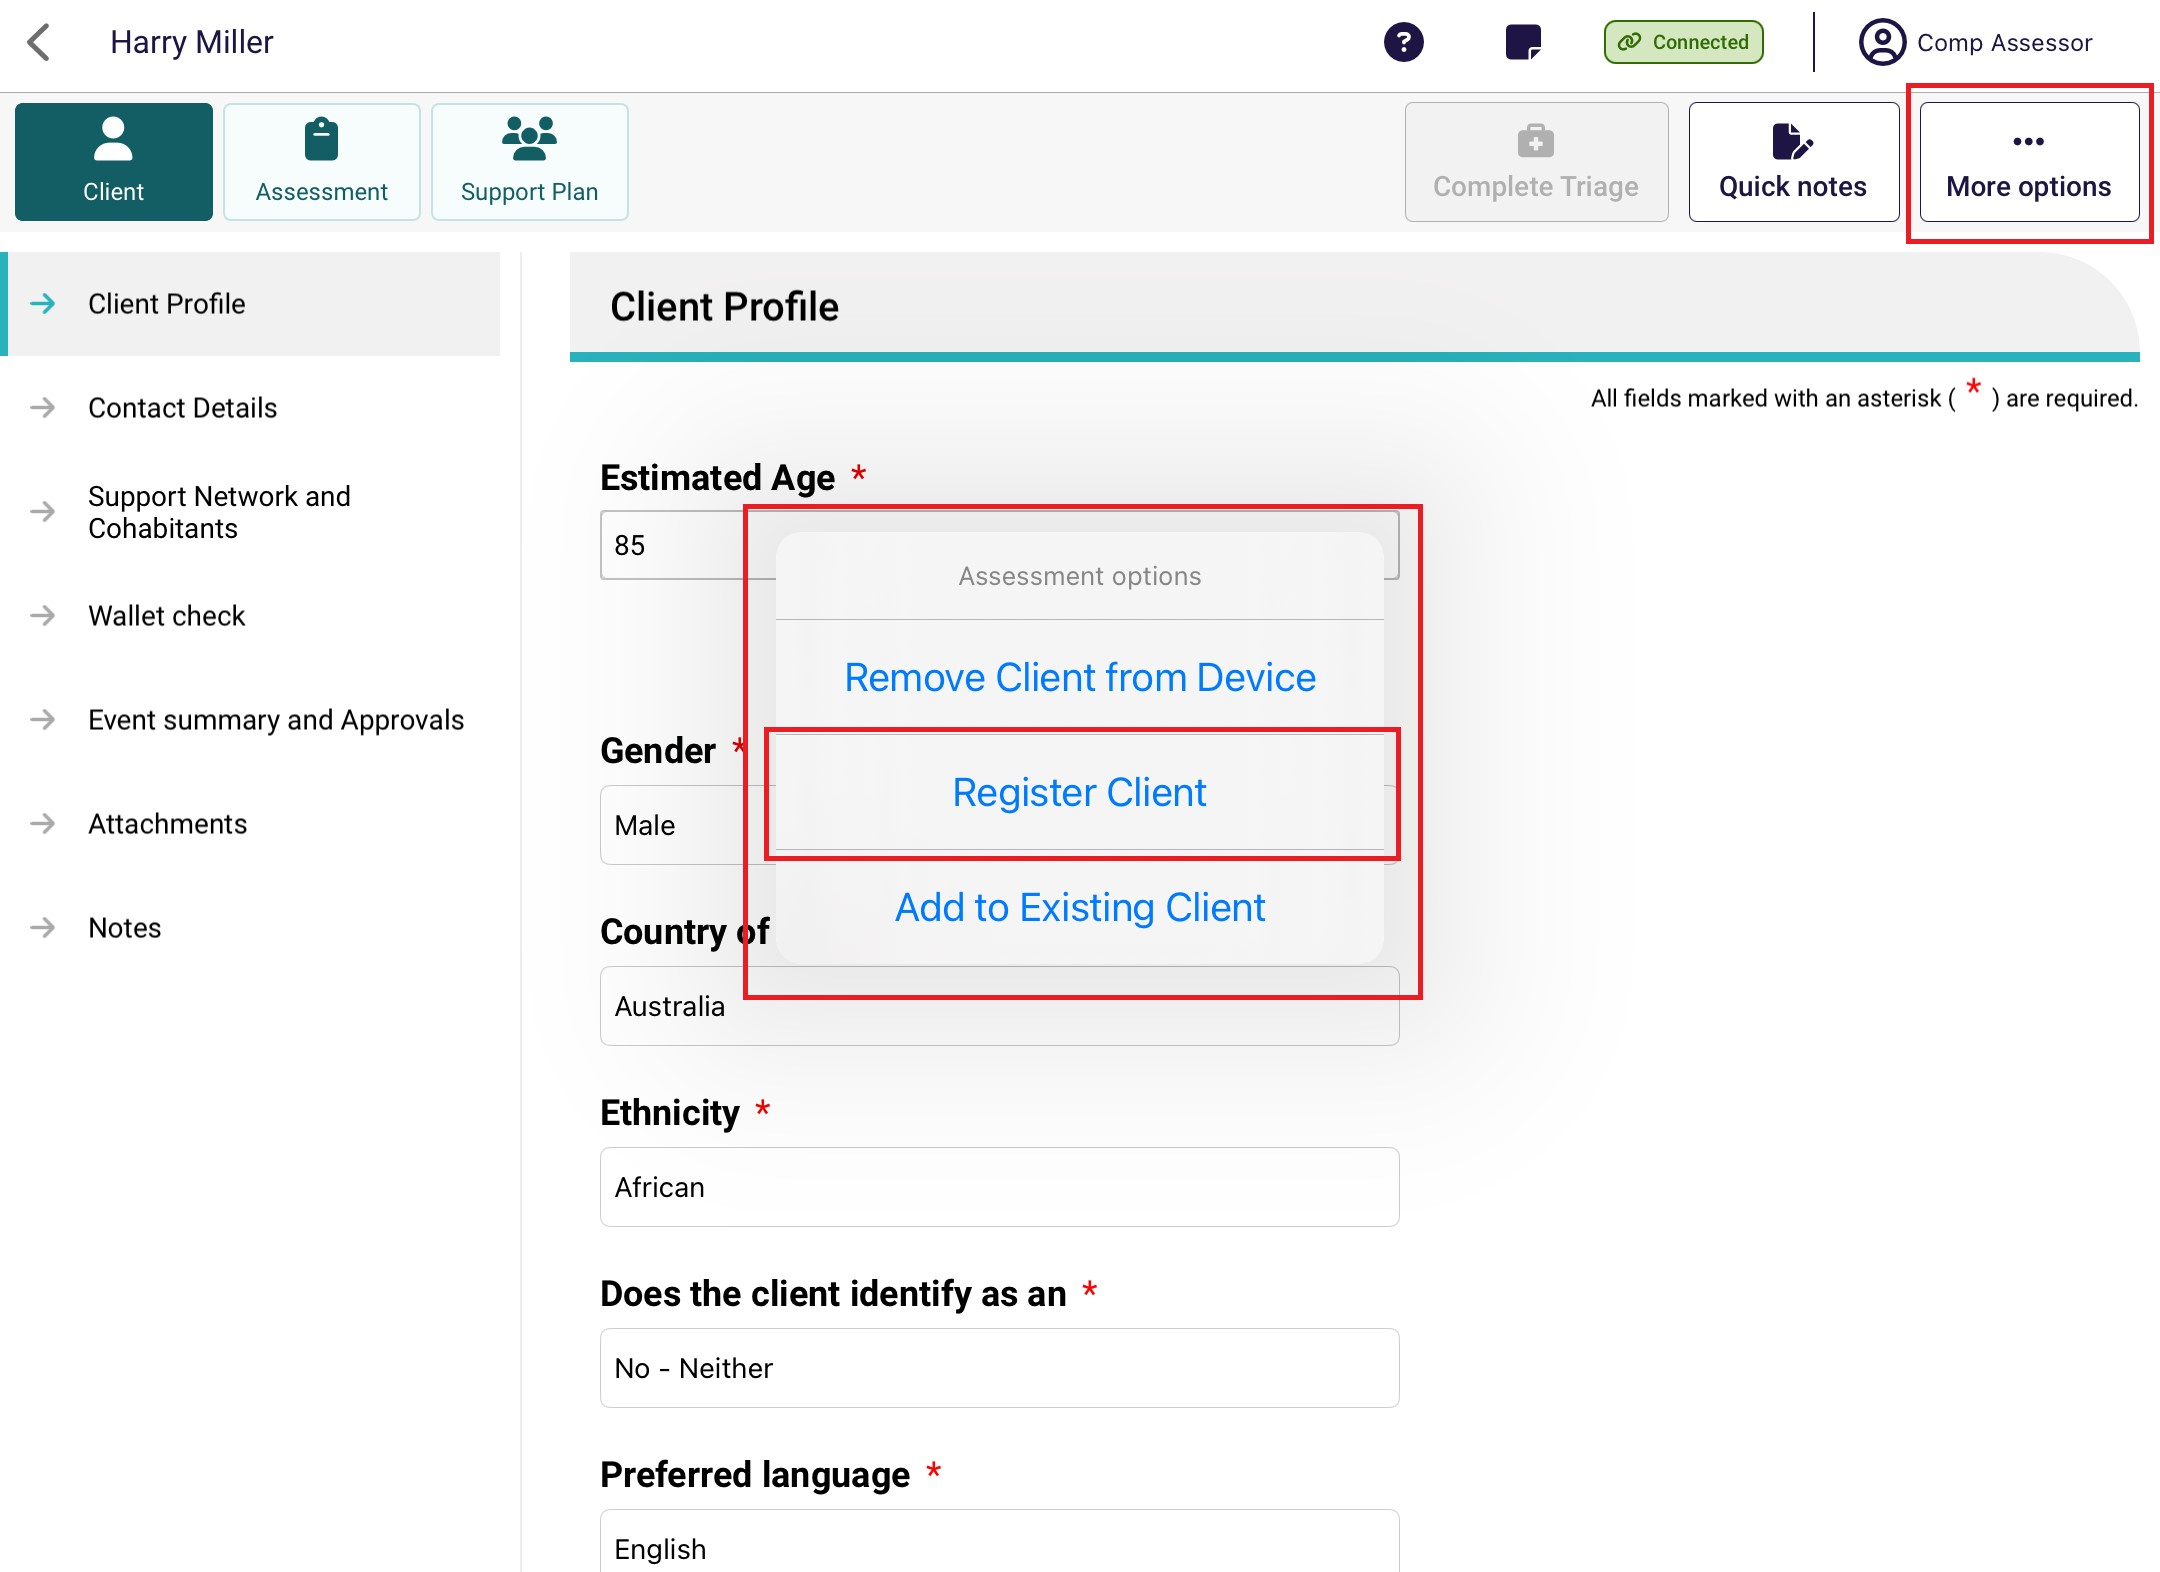 Harry Miller
?
Connected
Comp Assessor
Client
Assessment
Support Plan
Complete Triage
Quick notes
More options
Client Profile
Contact Details
Support Network and
Cohabitants
Wallet check
Event summary and Approvals
Attachments
Notes
Client Profile
All fields marked with an asterisk ( * ) are required.
Estimated Age *
85
Assessment options
Remove Client from Device
Register Client
Add to Existing Client
Gender *
Male
Country of
Australia
Ethnicity *
African
Does the client identify as an *
No - Neither
Preferred language *
English